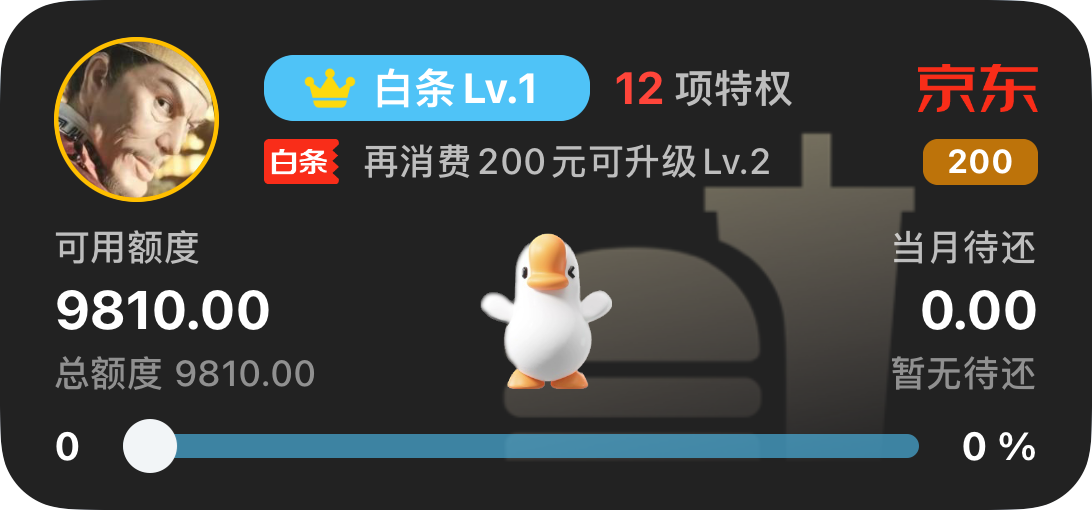 白条 Lv.1 12 项特权 京东
白条 再消费 200 元可升级 Lv.2 200
可用额度 当月待还
9810.00 0.00
总额度 9810.00 暂无待还
0 0 %